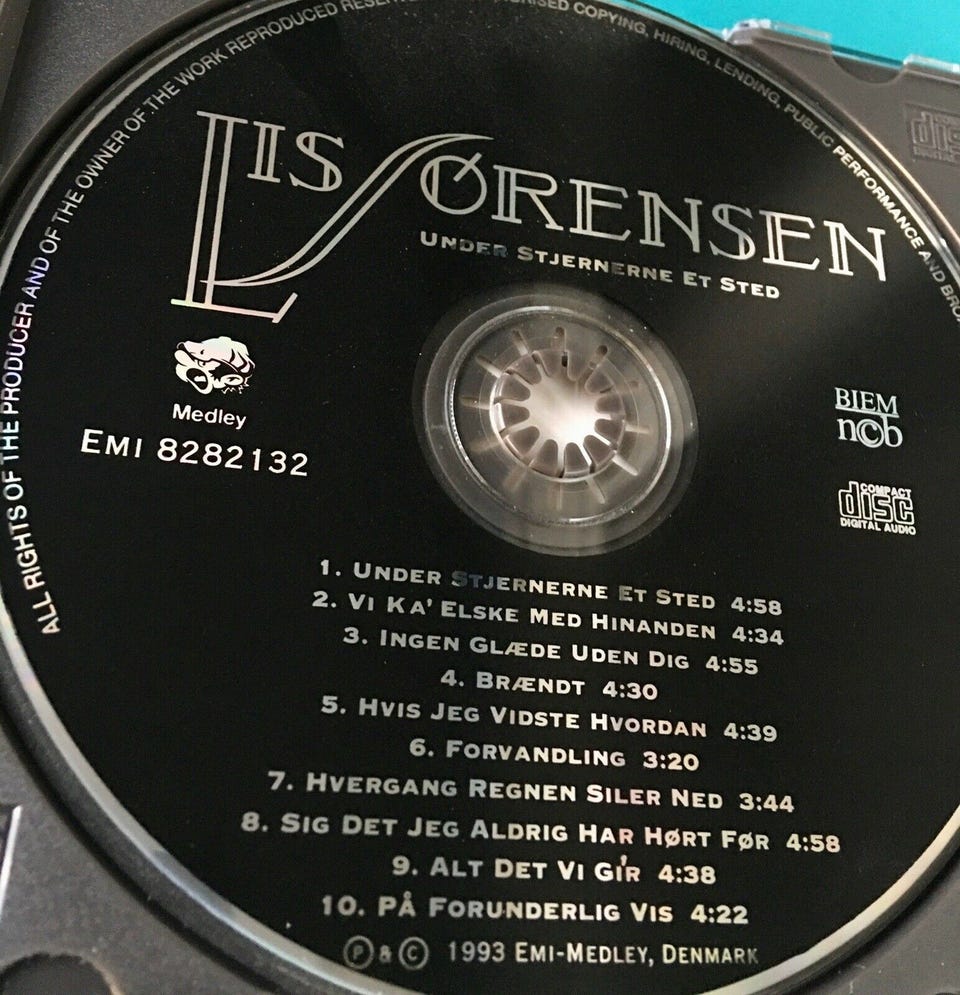 ALL RIGHTS OF THE PRODUCER AND OF THE OWNER OF THE WORK REPRODUCED RESERVED COPYING, HIRING, LENDING, PUBLIC PERFORMANCE AND
LIS SØRENSEN
UNDER STJERNERNE ET STED
Medley
EMI 8282132
BIEM
n©b
COMPACT
disc
DIGITAL AUDIO
1. UNDER STJERNERNE ET STED 4:58
2. VI KA' ELSKE MED HINANDEN 4:34
3. INGEN GLÆDE UDEN DIG 4:55
4. BRÆNDT 4:30
5. HVIS JEG VIDSTE HVORDAN 4:39
6. FORVANDLING 3:20
7. HVERGANG REGNEN SILER NED 3:44
8. SIG DET JEG ALDRIG HAR HØRT FØR 4:58
9. ALT DET VI GI'R 4:38
10. PÅ FORUNDERLIG VIS 4:22
Ⓟ & © 1993 EMI-MEDLEY, DENMARK